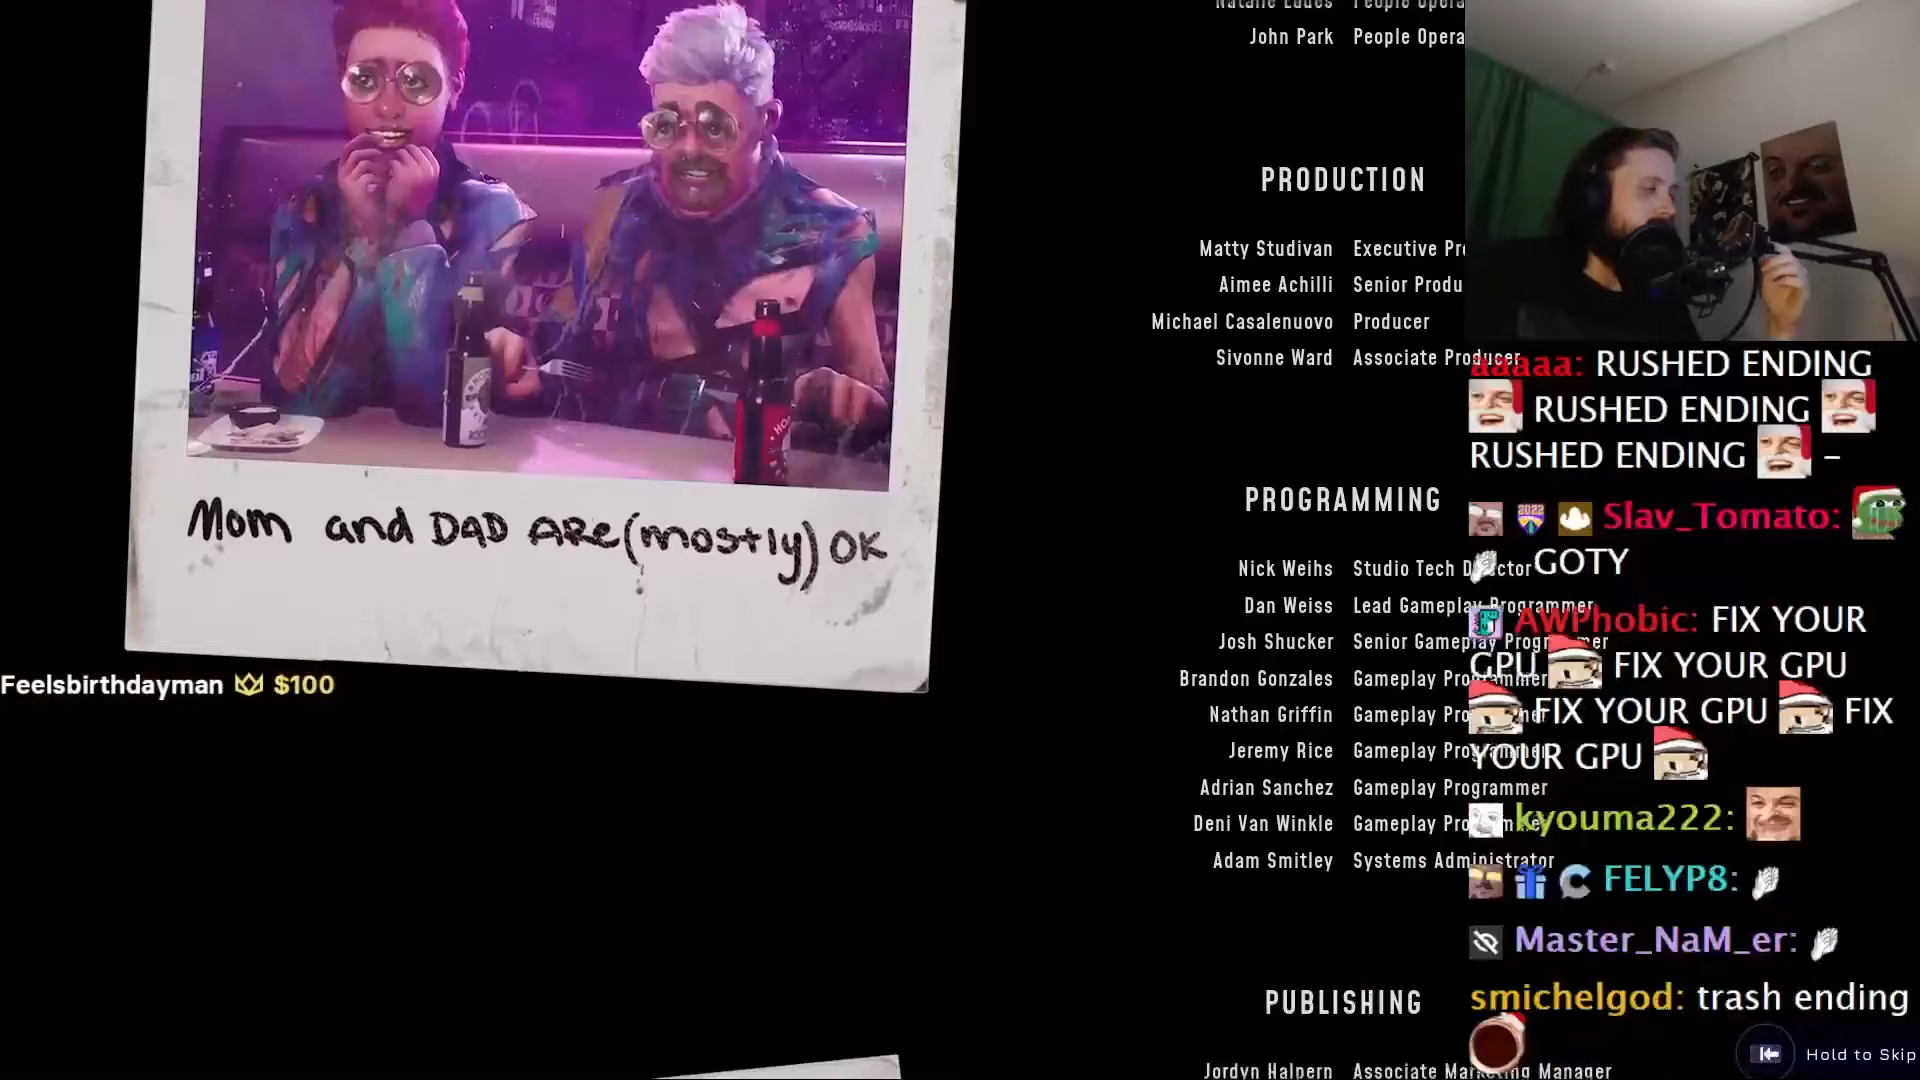 Mom and DAD ARe (mostly) OK
Feelsbirthdayman $100
John Park People Opera
PRODUCTION
Matty Studivan Executive Pr
Aimee Achilli Senior Produ
Michael Casalenuovo Producer
Sivonne Ward Associate Producer
PROGRAMMING
Nick Weihs Studio Tech Director
Dan Weiss Lead Gameplay Programmer
Josh Shucker Senior Gameplay Programmer
Brandon Gonzales Gameplay Programmer
Nathan Griffin Gameplay Programmer
Jeremy Rice Gameplay Programmer
Adrian Sanchez Gameplay Programmer
Deni Van Winkle Gameplay Programmer
Adam Smitley Systems Administrator
PUBLISHING
Jordyn Halpern Associate Marketing Manager
aaaaa: RUSHED ENDING
RUSHED ENDING
RUSHED ENDING –
2022 Slav_Tomato:
GOTY
AWPhobic: FIX YOUR
GPU FIX YOUR GPU
FIX YOUR GPU FIX
YOUR GPU
kyouma222:
FELYP8:
Master_NaM_er:
smichelgod: trash ending
Hold to Skip